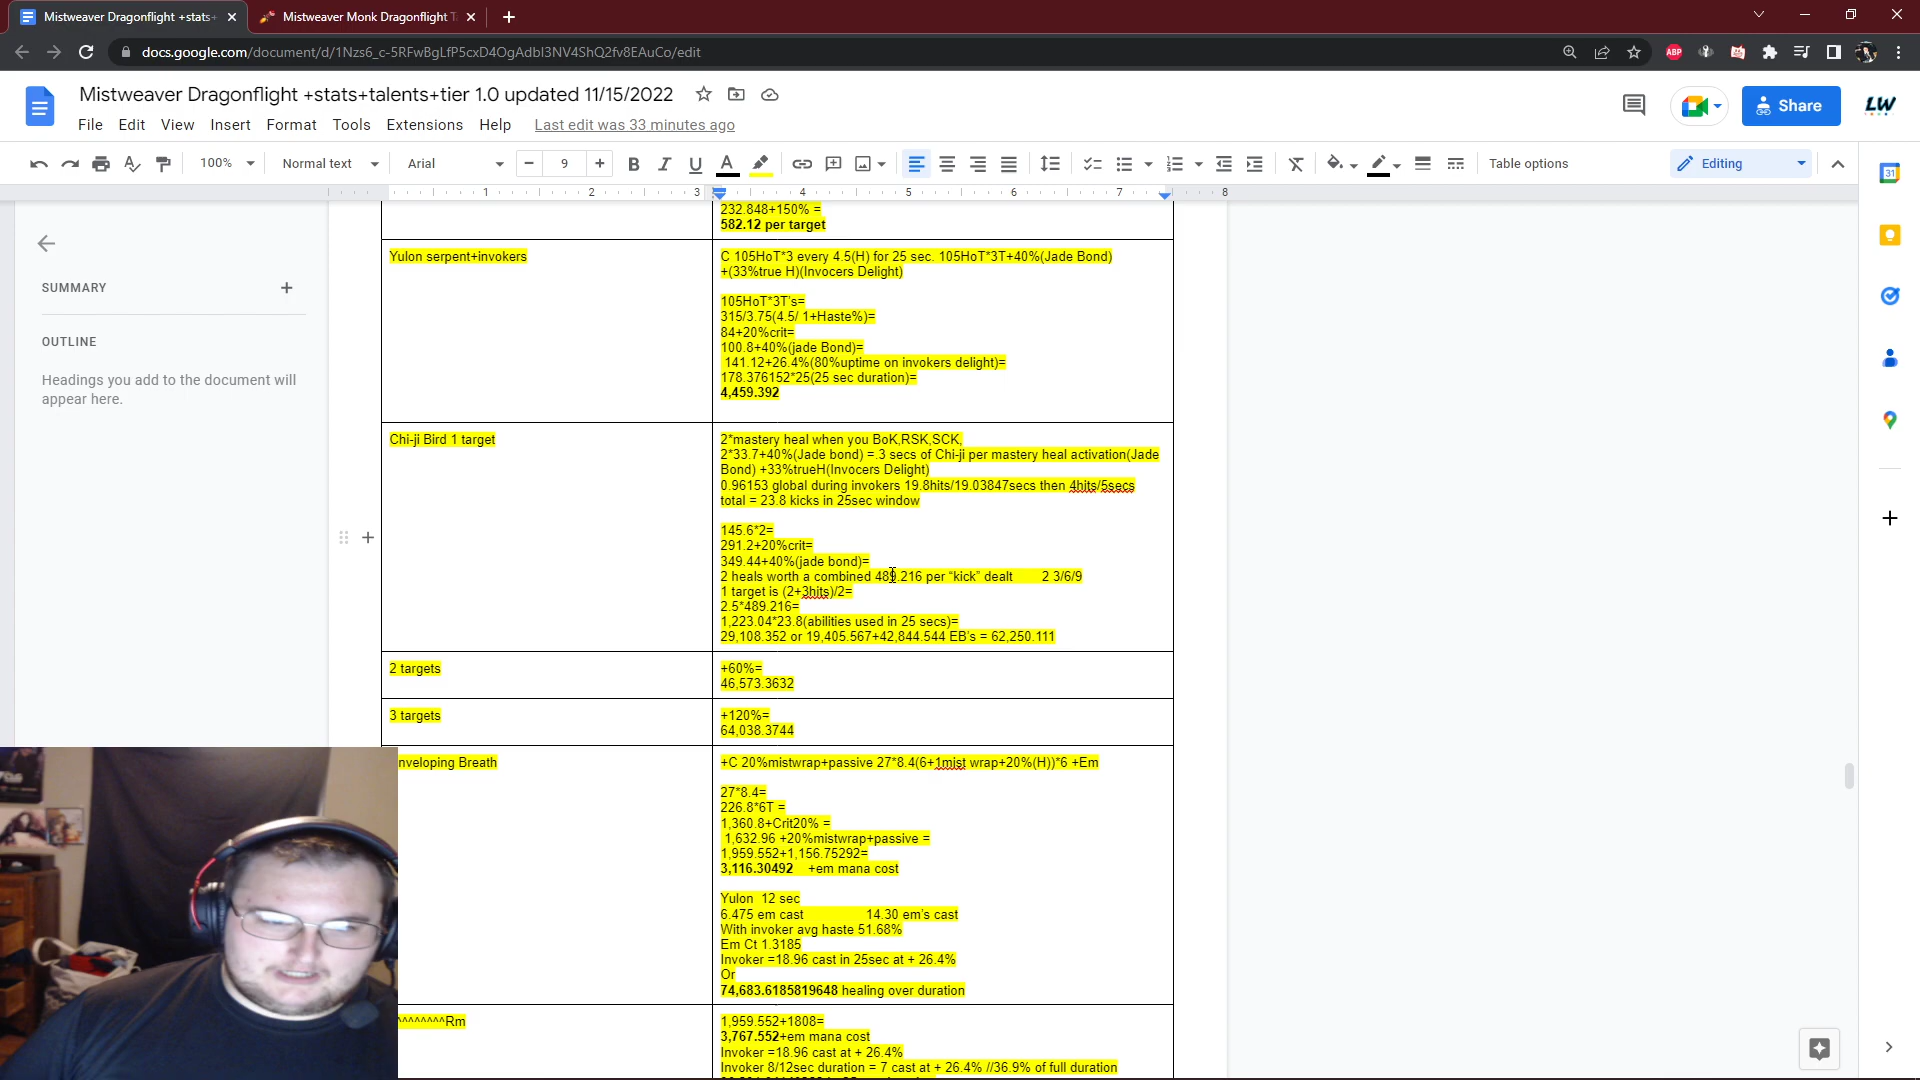 Mistweaver Dragonflight +stats+
Mistweaver Monk Dragonflight T
docs.google.com/document/d/1Nzs6_c-5RFwBgLfP5cxD4OgAdbI3NV4ShQ2fv8EAuCo/edit
ABP
Mistweaver Dragonflight +stats+talents+tier 1.0 updated 11/15/2022
File Edit View Insert Format Tools Extensions Help Last edit was 33 minutes ago
Share
LW
100% Normal text Arial 9 Table options Editing
1 2 3 4 5 6 7 8
31
SUMMARY
OUTLINE
Headings you add to the document will
appear here.
232.848+150% =
582.12 per target
Yulon serpent+invokers
C 105HoT*3 every 4.5(H) for 25 sec. 105HoT*3T+40%(Jade Bond)
+(33%true H)(Invocers Delight)
105HoT*3T's=
315/3.75(4.5/ 1+Haste%)=
84+20%crit=
100.8+40%(jade Bond)=
141.12+26.4%(80%uptime on invokers delight)=
178.376152*25(25 sec duration)=
4,459.392
Chi-ji Bird 1 target
2*mastery heal when you BoK,RSK,SCK,
2*33.7+40%(Jade bond) =.3 secs of Chi-ji per mastery heal activation(Jade
Bond) +33%trueH(Invocers Delight)
0.96153 global during invokers 19.8hits/19.03847secs then 4hits/5secs
total = 23.8 kicks in 25sec window
145.6*2=
291.2+20%crit=
349.44+40%(jade bond)=
2 heals worth a combined 489.216 per “kick” dealt 2 3/6/9
1 target is (2+3hits)/2=
2.5*489.216=
1,223.04*23.8(abilities used in 25 secs)=
29,108.352 or 19,405.567+42,844.544 EB's = 62,250.111
2 targets
+60%=
46,573.3632
3 targets
+120%=
64,038.3744
nveloping Breath
+C 20%mistwrap+passive 27*8.4(6+1mist wrap+20%(H))*6 +Em
27*8.4=
226.8*6T =
1,360.8+Crit20% =
1,632.96 +20%mistwrap+passive =
1,959.552+1,156.75292=
3,116.30492 +em mana cost
Yulon 12 sec
6.475 em cast 14.30 em's cast
With invoker avg haste 51.68%
Em Ct 1.3185
Invoker =18.96 cast in 25sec at + 26.4%
Or
74,683.6185819648 healing over duration
^^^^^^^^Rm
1,959.552+1808=
3,767.552+em mana cost
Invoker =18.96 cast at + 26.4%
Invoker 8/12sec duration = 7 cast at + 26.4% //36.9% of full duration